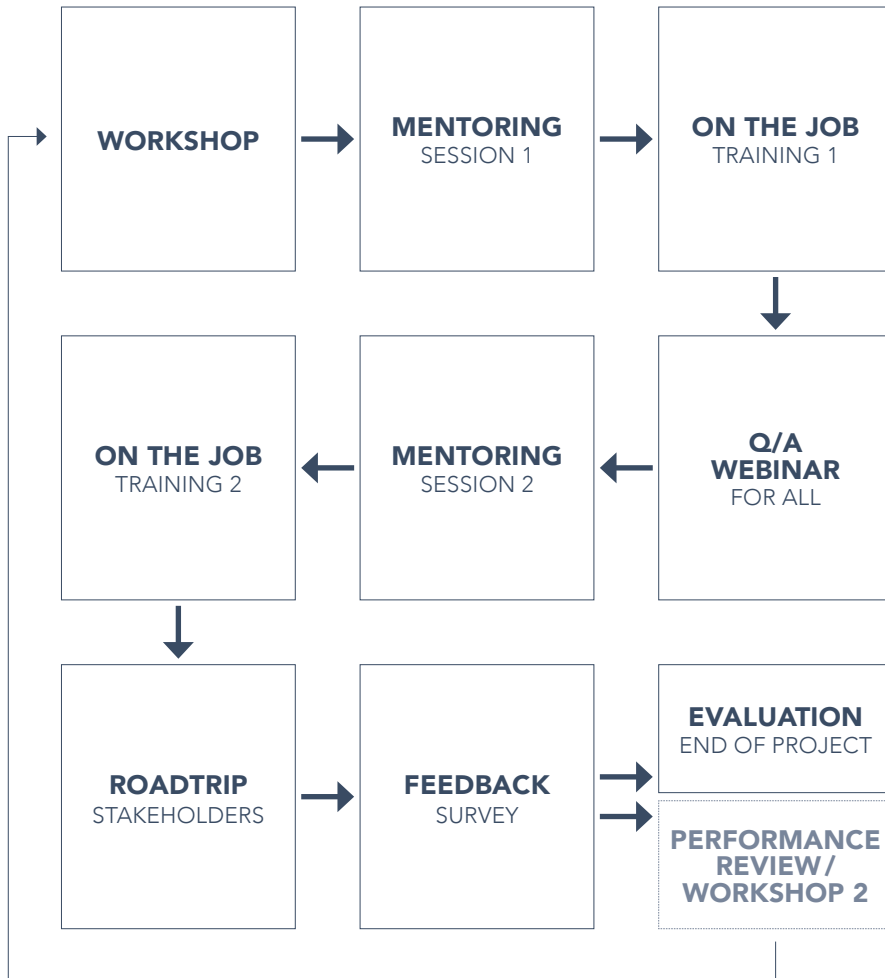 WORKSHOP
MENTORING
SESSION 1
ON THE JOB
TRAINING 1
ON THE JOB
TRAINING 2
MENTORING
SESSION 2
Q/A
WEBINAR
FOR ALL
ROADTRIP
STAKEHOLDERS
FEEDBACK
SURVEY
EVALUATION
END OF PROJECT
PERFORMANCE
REVIEW/
WORKSHOP 2